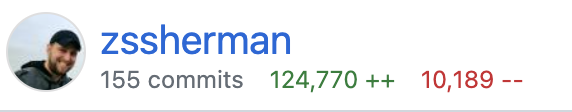 zssherman
155 commits 124,770 ++ 10,189 --